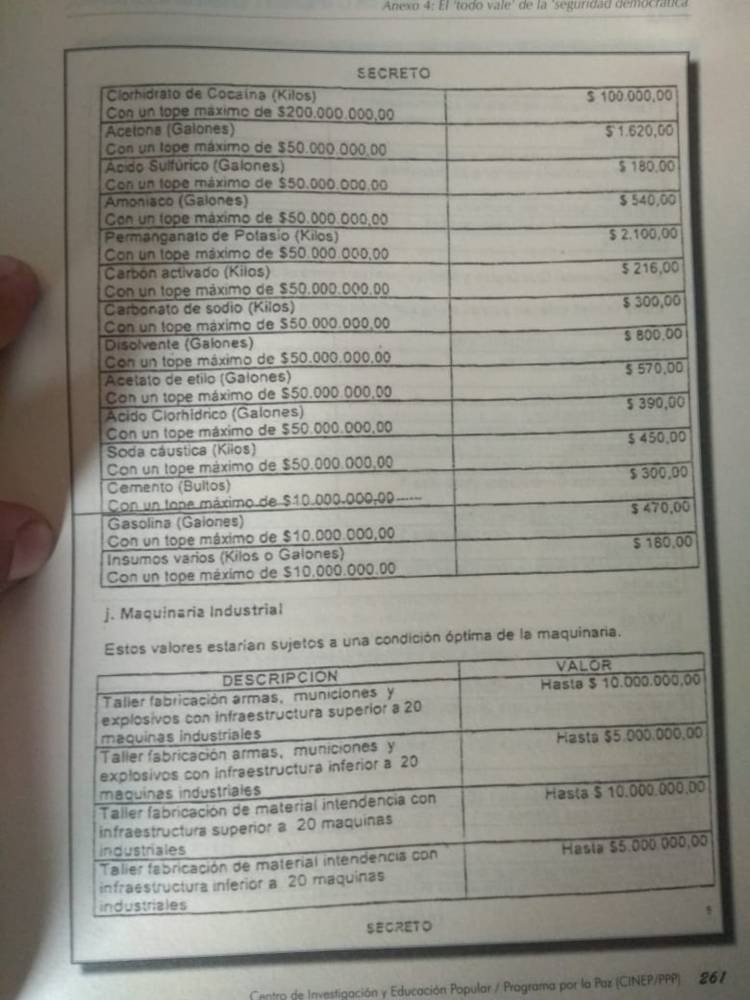 Anexo 4: El 'todo vale' de la 'seguridad democrática
SECRETO
Clorhidrato de Cocaína (Kilos) $ 100.000,00
Con un tope máximo de $200.000.000,00
Acetona (Galones) $ 1.620,00
Con un tope máximo de $50.000.000,00
Acido Sulfúrico (Galones) $ 180,00
Con un tope máximo de $50.000.000,00
Amoniaco (Galones) $ 540,00
Con un tope máximo de $50.000.000,00
Permanganato de Potasio (Kilos) $ 2.100,00
Con un tope máximo de $50.000.000,00
Carbón activado (Kilos) $ 216,00
Con un tope máximo de $50.000.000.00
Carbonato de sodio (Kilos) $ 300,00
Con un tope máximo de $50.000.000,00
Disolvente (Galones) $ 800,00
Con un tope máximo de $50.000.000,00
Acetato de etilo (Galones) $ 570,00
Con un tope máximo de $50.000.000,00
Acido Clorhídrico (Galones) $ 390,00
Con un tope máximo de $50.000.000,00
Soda cáustica (Kilos) $ 450,00
Con un tope máximo de $50.000.000,00
Cemento (Bultos) $ 300,00
Con un tope máximo de $10.000.000,00
Gasolina (Galones) $ 470,00
Con un tope máximo de $10.000.000,00
Insumos varios (Kilos o Galones) $ 180,00
Con un tope máximo de $10.000.000.00
j. Maquinaria Industrial
Estos valores estarían sujetos a una condición óptima de la maquinaria.
DESCRIPCION VALOR
Taller fabricación armas, municiones y Hasta $ 10.000.000,00
explosivos con infraestructura superior a 20
maquinas industriales
Taller fabricación armas, municiones y Hasta $5.000.000,00
explosivos con infraestructura inferior a 20
maquinas industriales
Taller fabricación de material intendencia con Hasta $ 10.000.000,00
infraestructura superior a 20 maquinas
industriales
Taller fabricación de material intendencia con Hasta $5.000.000,00
infraestructura inferior a 20 maquinas
industriales
SECRETO
Centro de Investigación y Educación Popular / Programa por la Paz (CINEP/PPP) 261